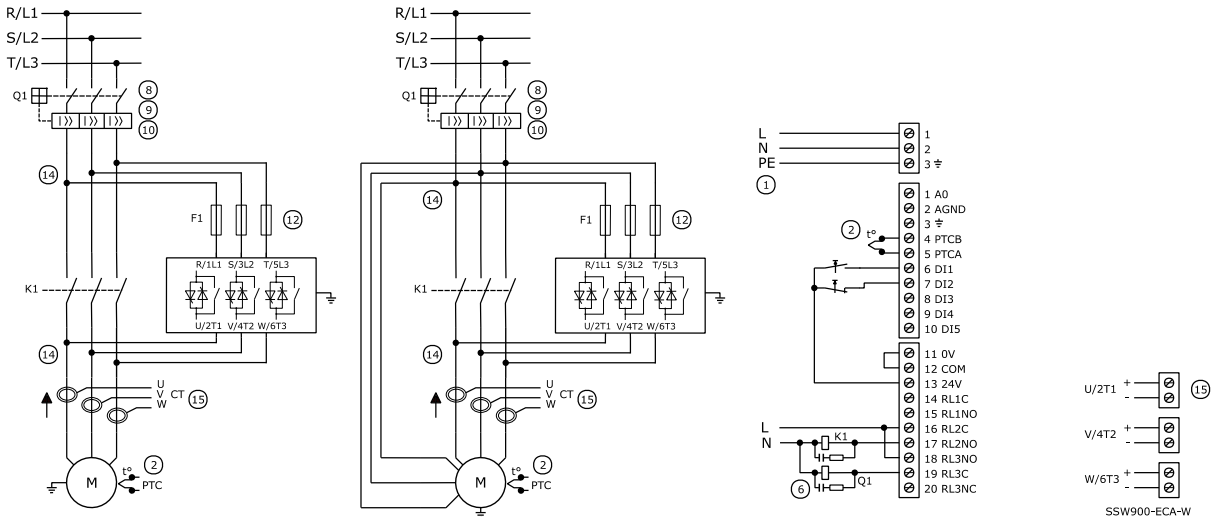 R/L1
S/L2
T/L3
Q1
8
9
10
I>> I>> I>>
14
F1
12
R/1L1 S/3L2 T/5L3
K1
U/2T1 V/4T2 W/6T3
14
U
V CT
W
15
M
t°
PTC
2
R/L1
S/L2
T/L3
Q1
8
9
10
I>> I>> I>>
14
F1
12
R/1L1 S/3L2 T/5L3
K1
U/2T1 V/4T2 W/6T3
14
U
V CT
W
15
M
t°
PTC
2
L
N
PE
1
1
2
3
1 A0
2 AGND
3
4 PTCB
5 PTCA
6 DI1
7 DI2
8 DI3
9 DI4
10 DI5
2
t°
11 0V
12 COM
13 24V
14 RL1C
15 RL1NO
16 RL2C
17 RL2NO
18 RL3NO
19 RL3C
20 RL3NC
L
N
K1
Q1
6
U/2T1 + -
15
V/4T2 + -
W/6T3 + -
SSW900-ECA-W